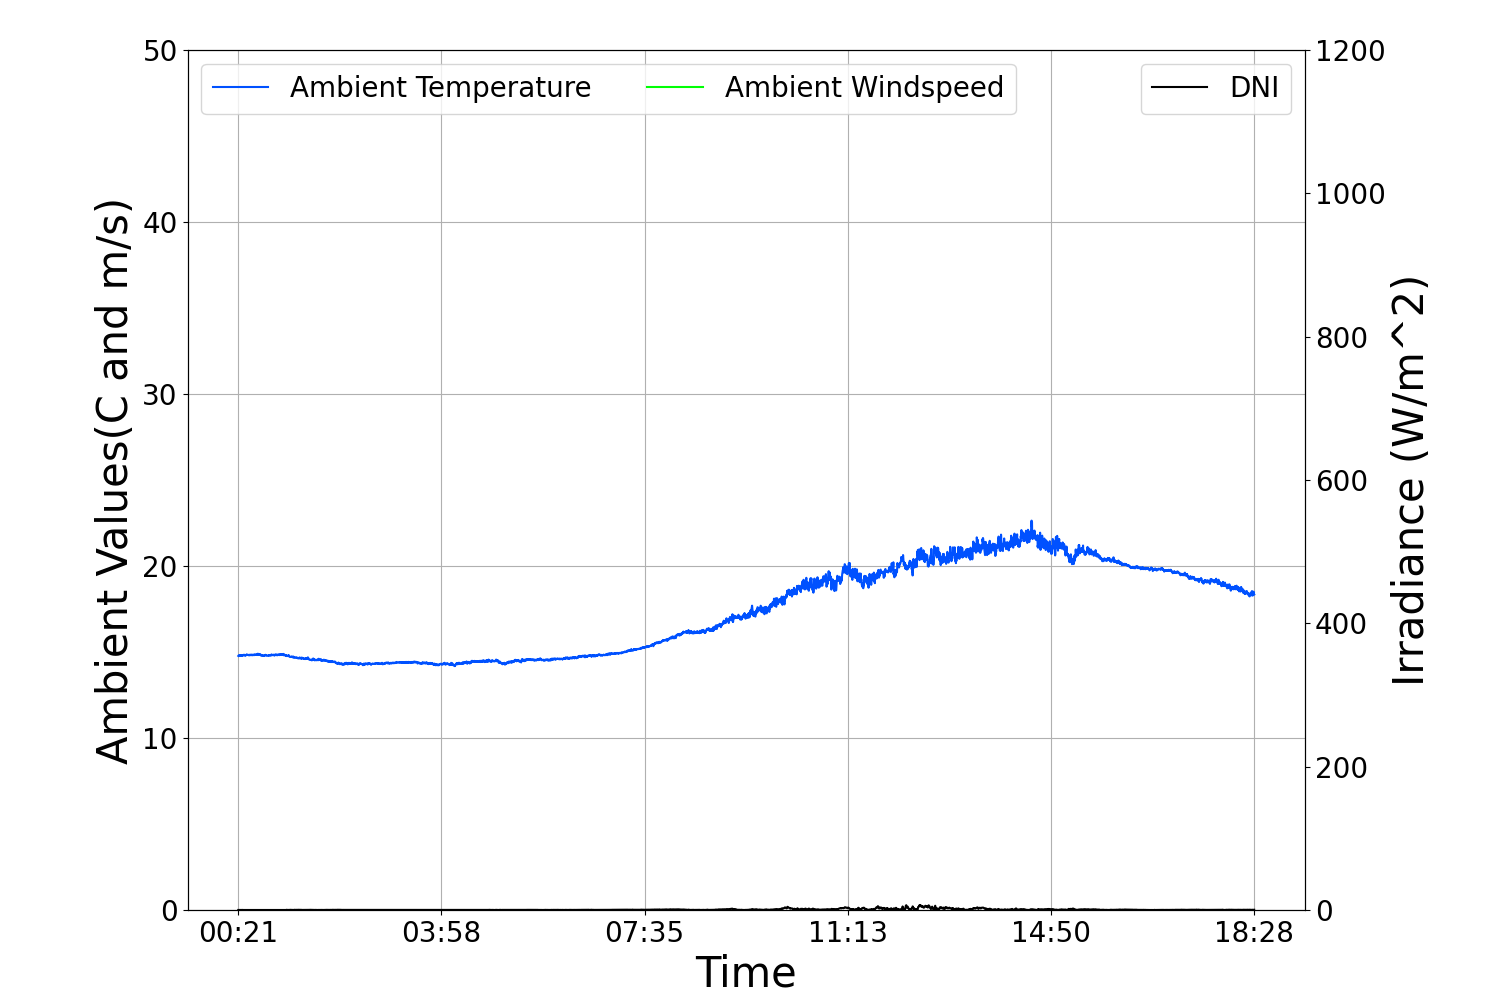 Ambient Temperature
Ambient Windspeed
DNI
Ambient Values(C and m/s)
50
40
30
20
10
0
1200
1000
800
600
400
200
0
Irradiance (W/m^2)
00:21 03:58 07:35 11:13 14:50 18:28
Time